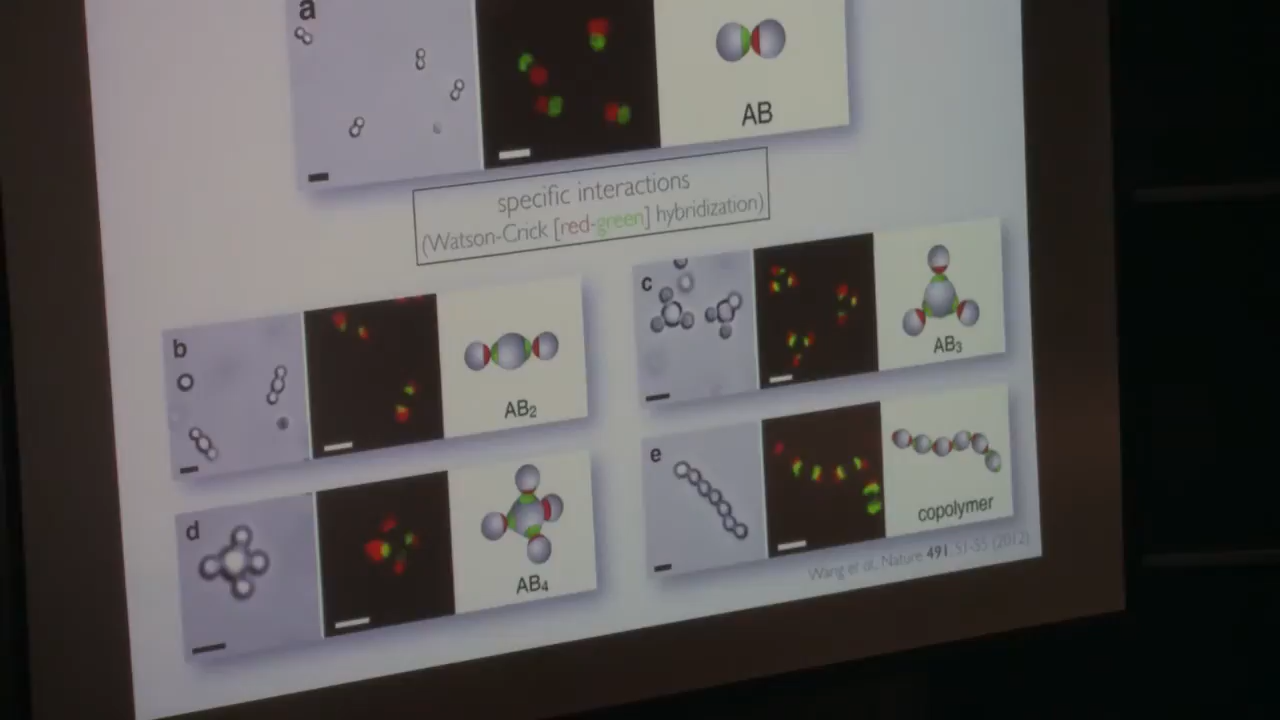 a
AB
specific interactions
(Watson-Crick [red-green] hybridization)
b
AB₂
c
AB₃
d
AB₄
e
copolymer
Wang et al. Nature 491, 51-55 (2012)